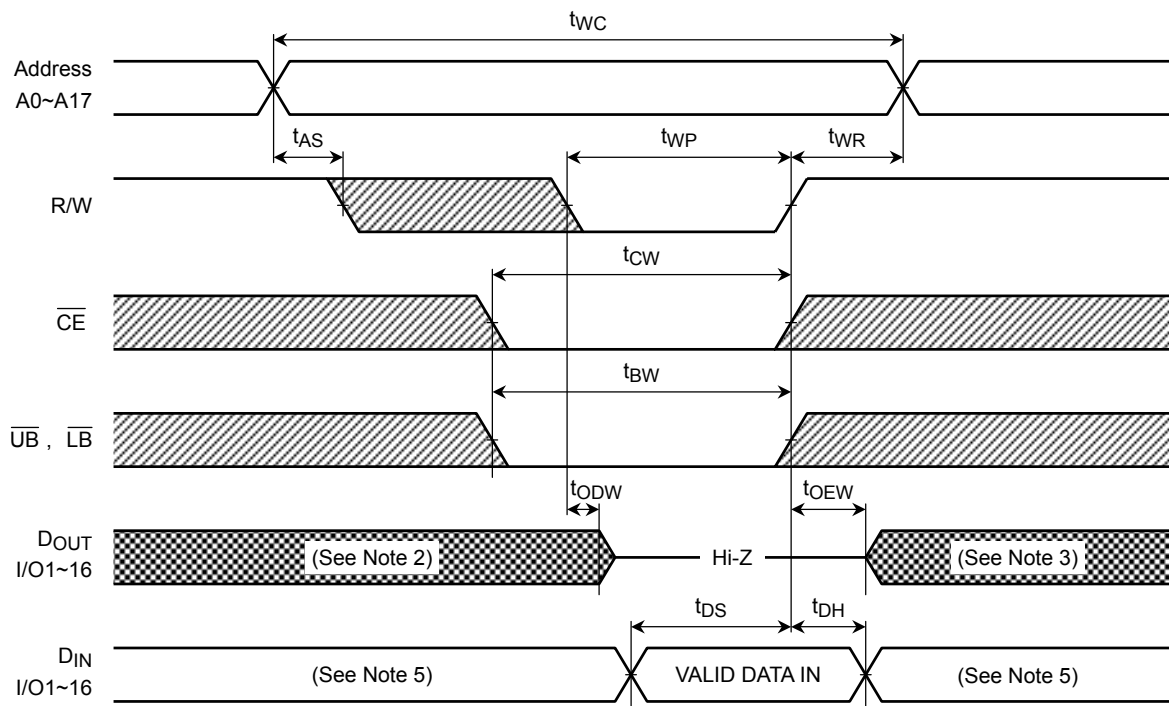 tWC
Address
A0~A17
tAS
tWP
tWR
R/W
tCW
CE
tBW
UB , LB
tODW
tOEW
DOUT
I/O1~16
(See Note 2)
Hi-Z
(See Note 3)
tDS
tDH
DIN
I/O1~16
(See Note 5)
VALID DATA IN
(See Note 5)